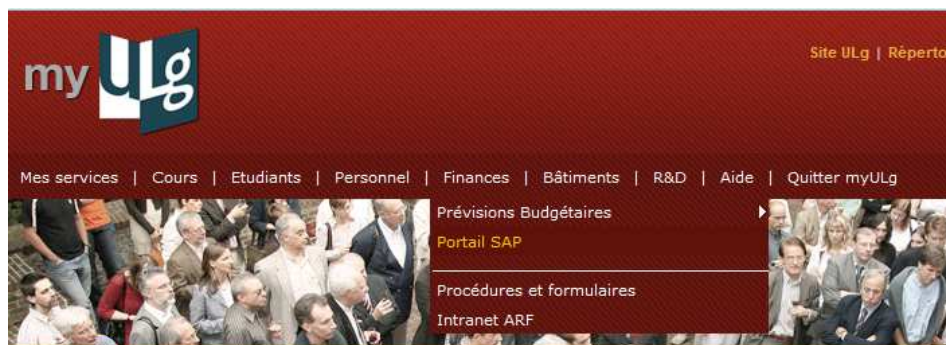 my ULg
Site ULg |
Mes services | Cours | Etudiants | Personnel | Finances | Bâtiments | R&D | Aide | Quitter myULg
Prévisions Budgétaires
Portail SAP
Procédures et formulaires
Intranet ARF